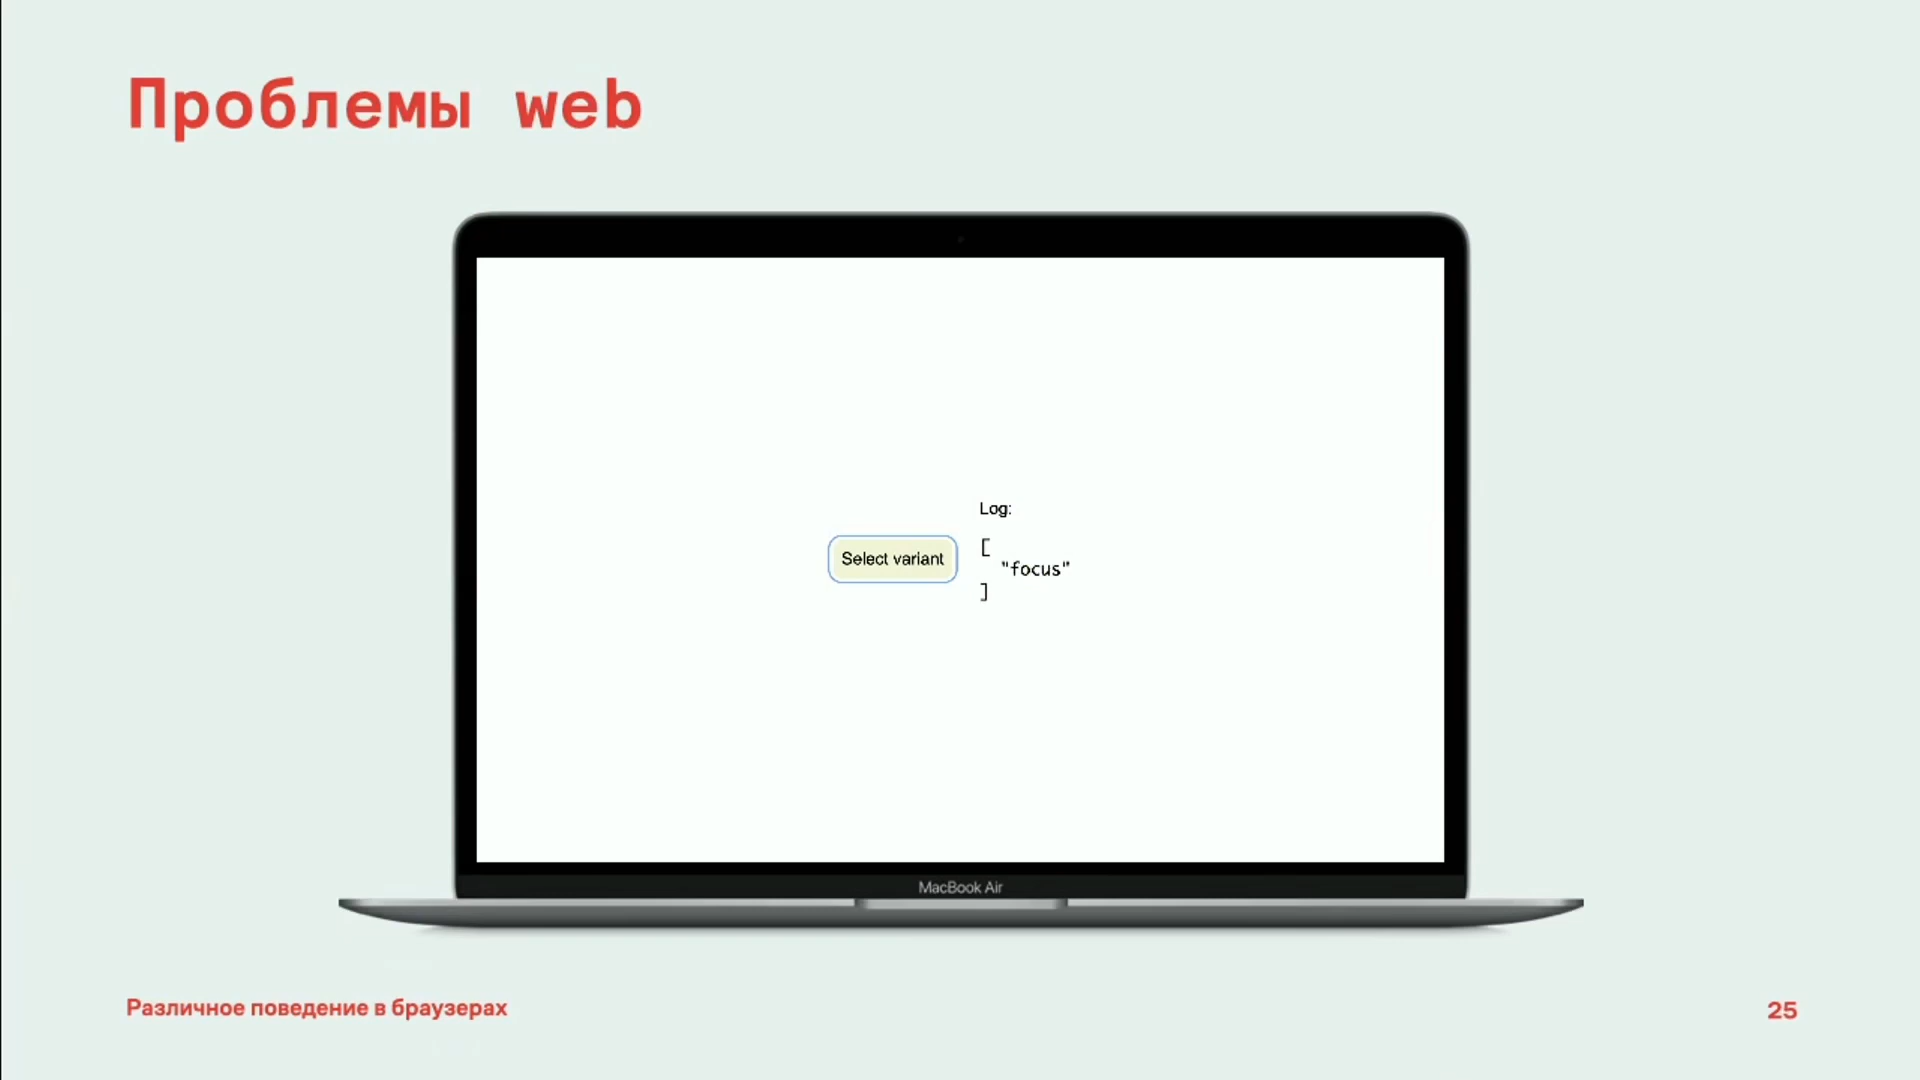 Проблемы web
Log:
Select variant
[
"focus"
]
MacBook Air
Различное поведение в браузерах
25